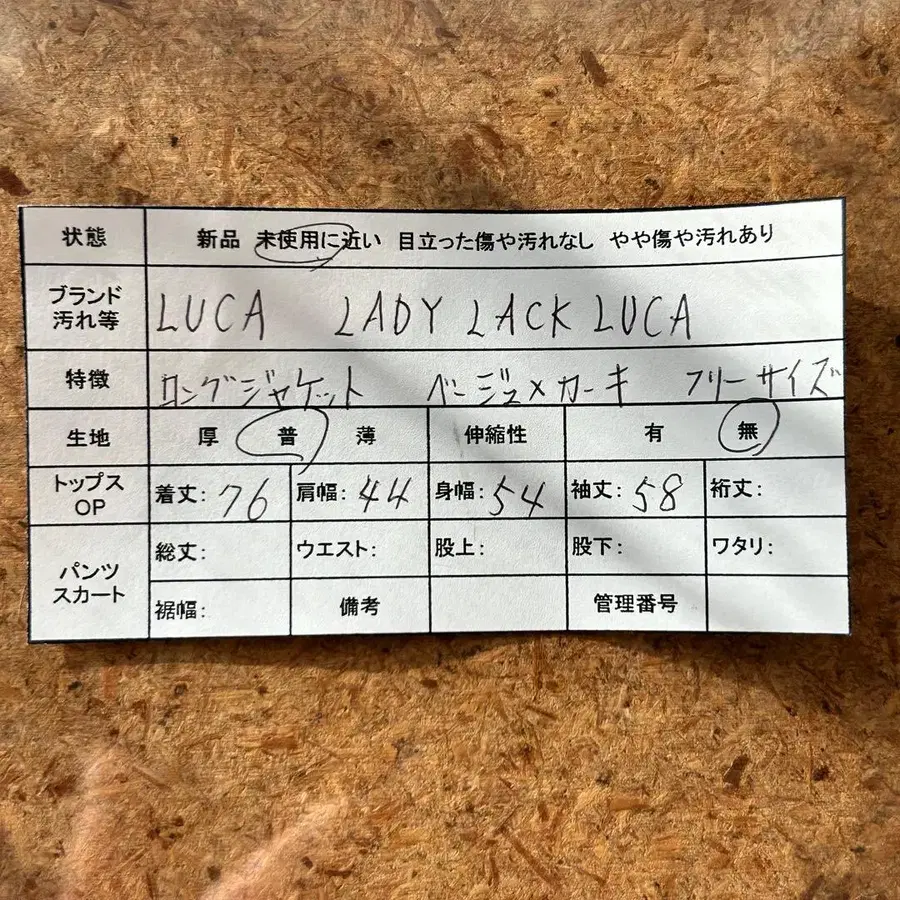 状態 新品 未使用に近い 目立った傷や汚れなし やや傷や汚れあり
ブランド
汚れ等
LUCA LADY LACK LUCA
特徴 ロングジャケット ベージュ×カーキ フリーサイズ
生地 厚 普 薄 伸縮性 有 無
トップス
OP
着丈: 76 肩幅: 44 身幅: 54 袖丈: 58 裄丈:
パンツ
スカート
総丈: ウエスト: 股上: 股下: ワタリ:
裾幅: 備考 管理番号